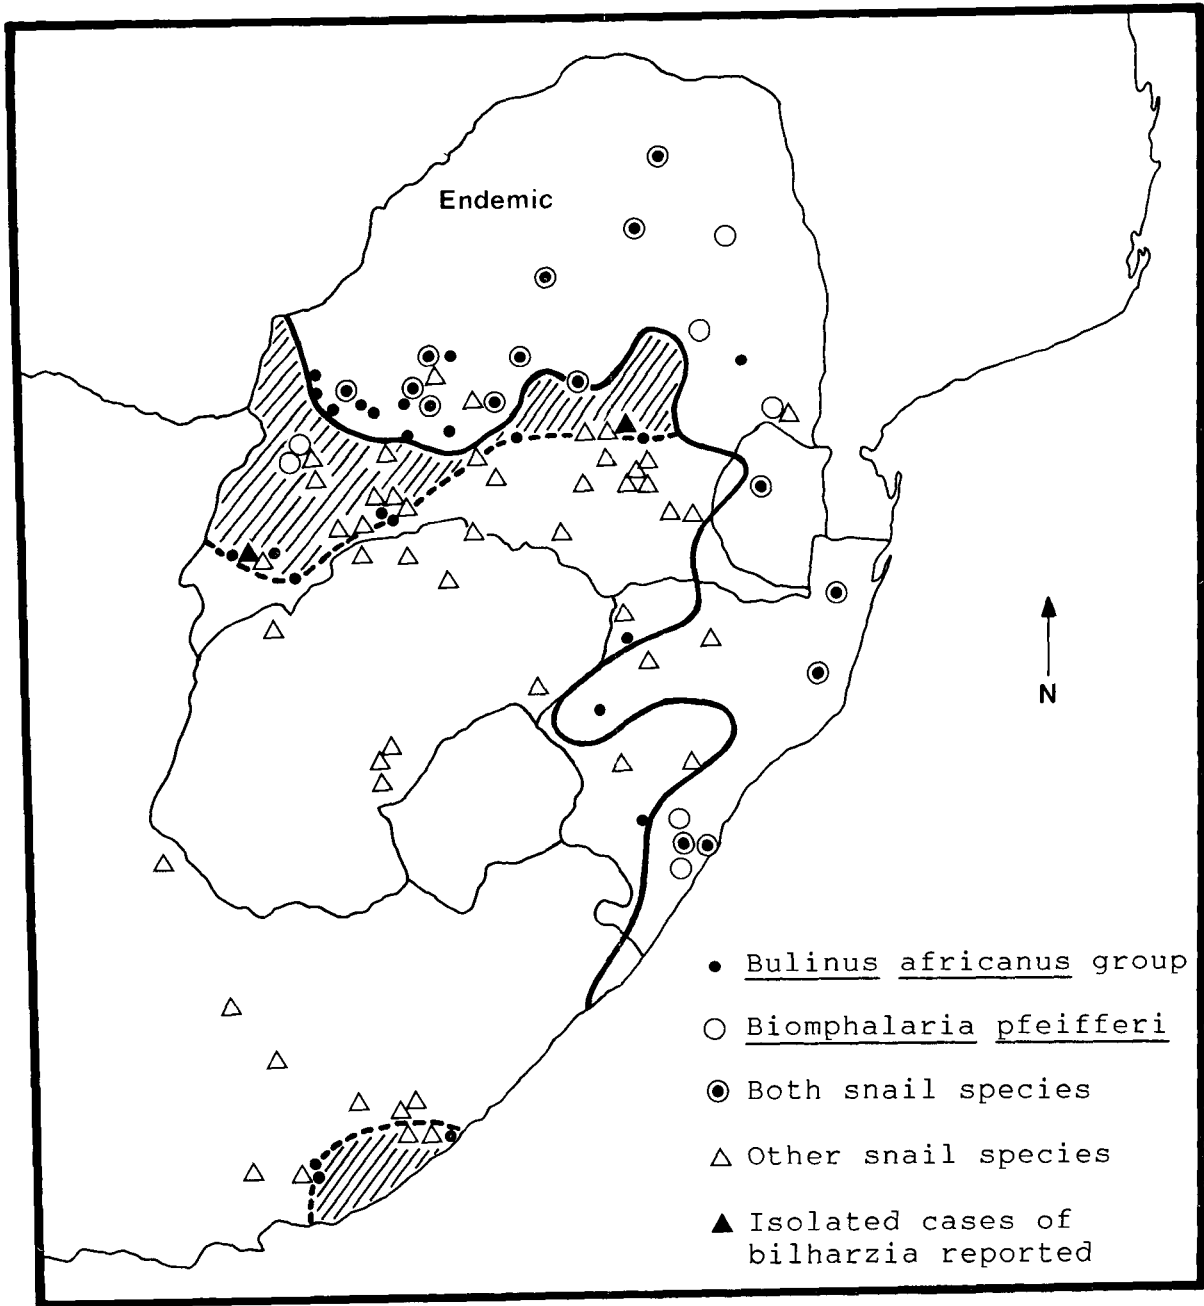 Endemic
N
Bulinus africanus group
Biomphalaria pfeifferi
Both snail species
Other snail species
Isolated cases of
bilharzia reported